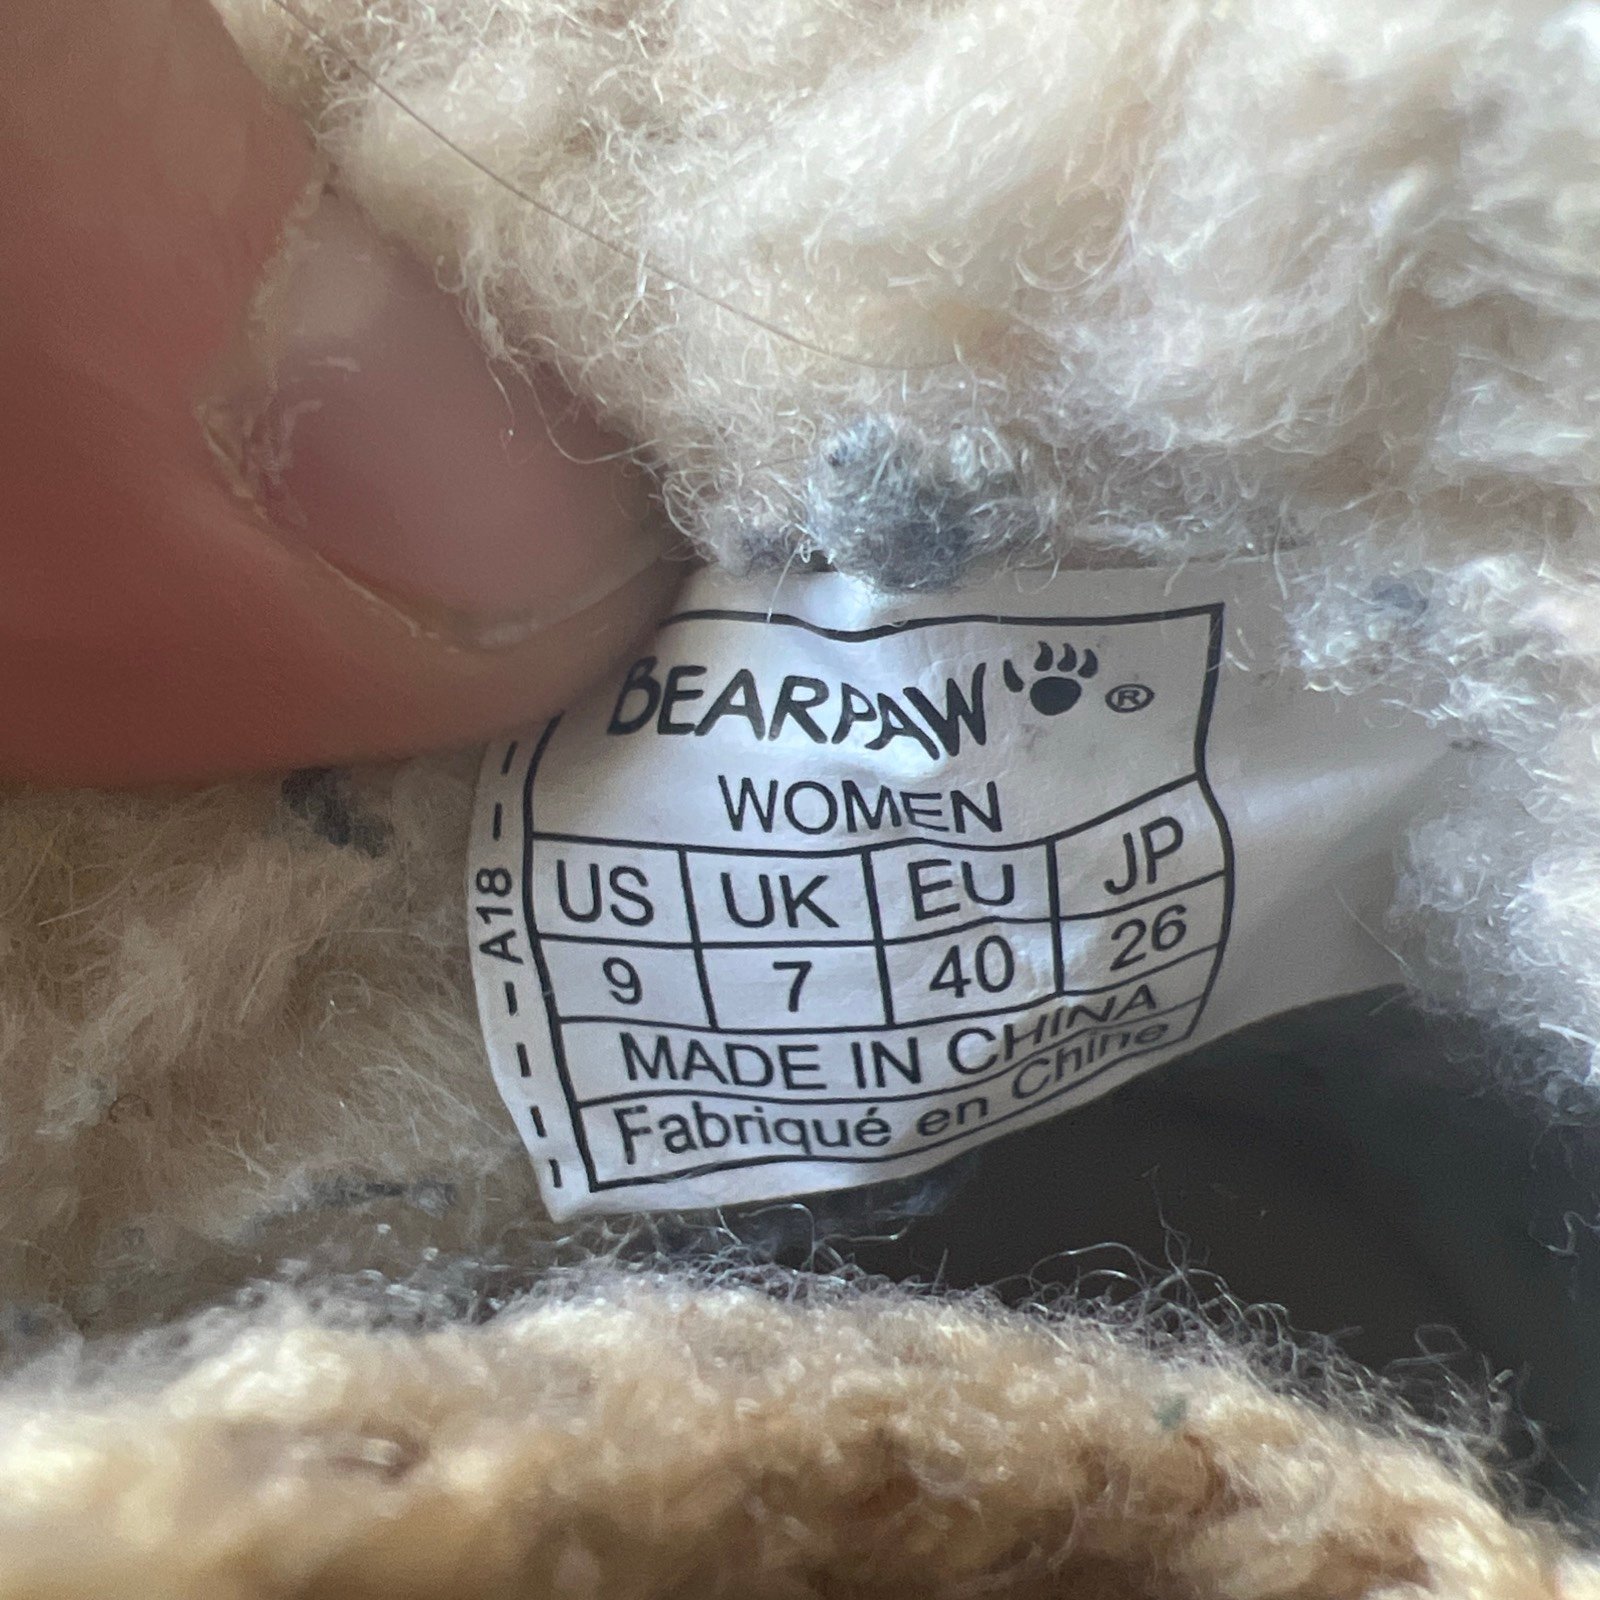 BEARPAW ®
WOMEN
US UK EU JP
9 7 40 26
MADE IN CHINA
Fabriqué en Chine
A18